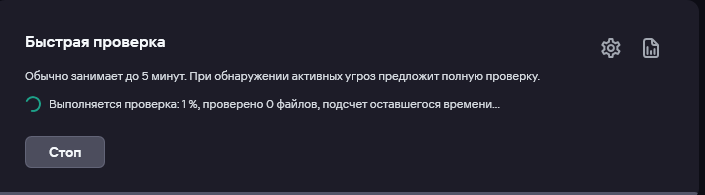 Быстрая проверка
Обычно занимает до 5 минут. При обнаружении активных угроз предложит полную проверку.
Выполняется проверка: 1 %, проверено 0 файлов, подсчет оставшегося времени...
Стоп